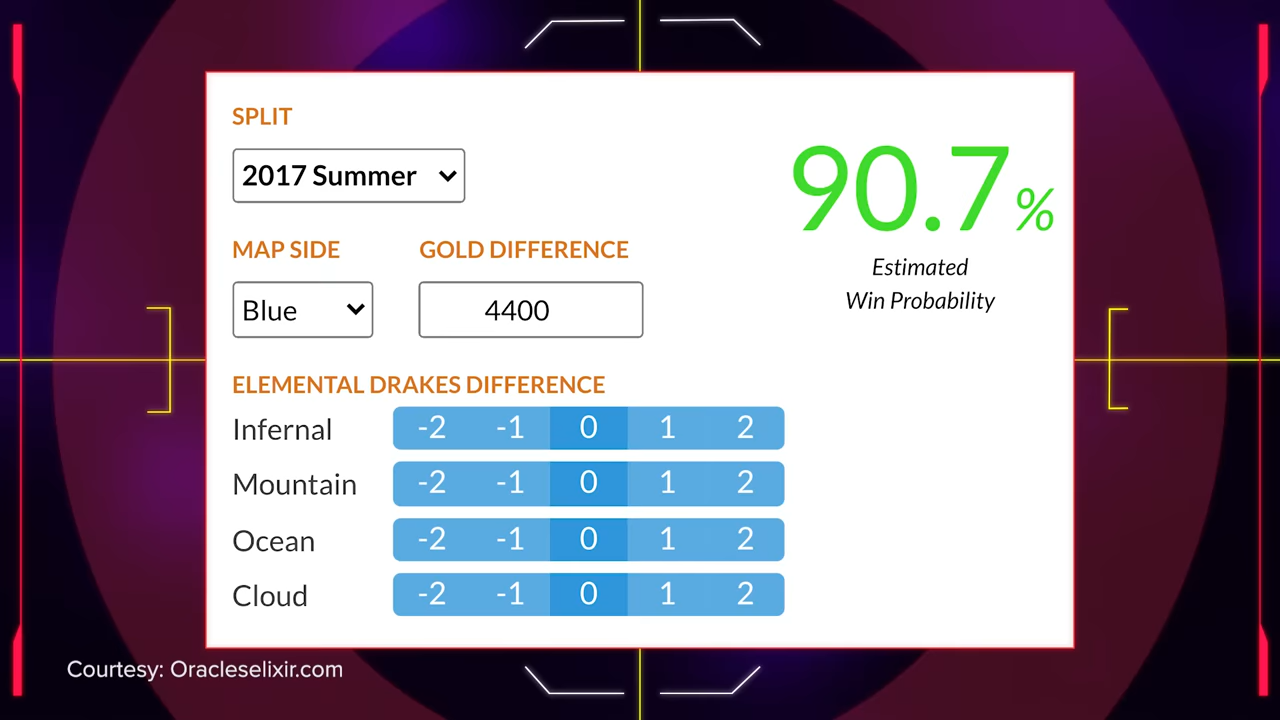 SPLIT
2017 Summer
90.7%
MAP SIDE GOLD DIFFERENCE
Estimated
Win Probability
Blue 4400
ELEMENTAL DRAKES DIFFERENCE
Infernal -2 -1 0 1 2
Mountain -2 -1 0 1 2
Ocean -2 -1 0 1 2
Cloud -2 -1 0 1 2
Courtesy: Oracleselixir.com